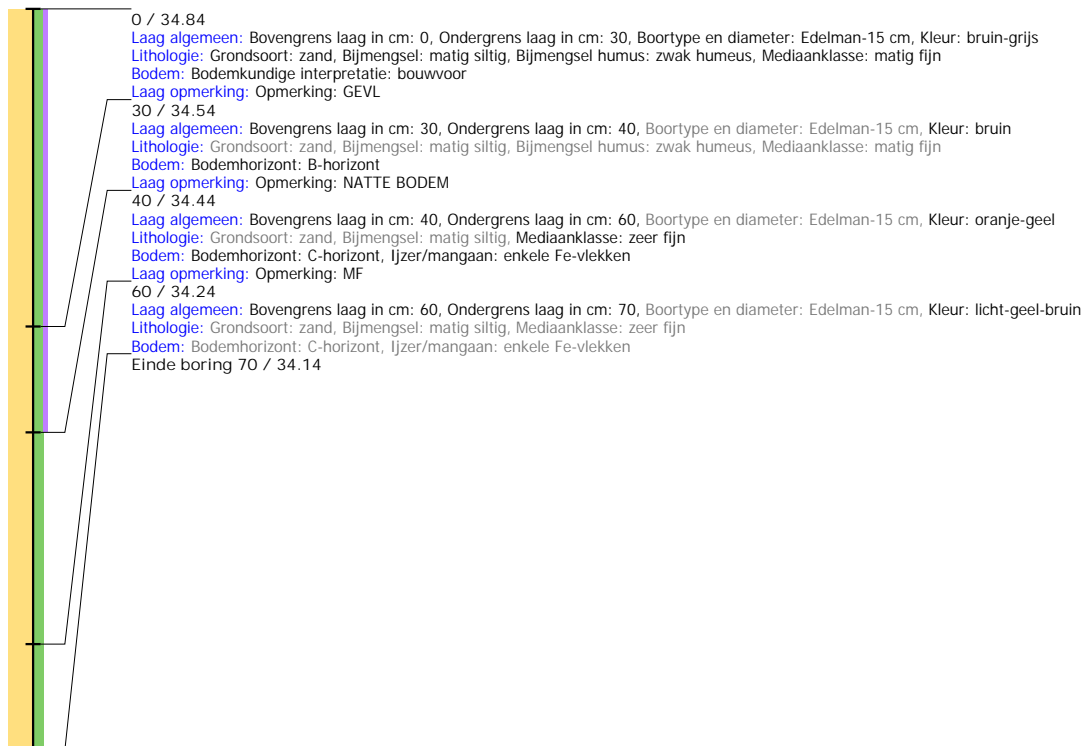 0 / 34.84
Laag algemeen: Bovengrens laag in cm: 0, Ondergrens laag in cm: 30, Boortype en diameter: Edelman-15 cm, Kleur: bruin-grijs
Lithologie: Grondsoort: zand, Bijmengsel: matig siltig, Bijmengsel humus: zwak humeus, Mediaanklasse: matig fijn
Bodem: Bodemkundige interpretatie: bouwvoor
Laag opmerking: Opmerking: GEVL
30 / 34.54
Laag algemeen: Bovengrens laag in cm: 30, Ondergrens laag in cm: 40, Boortype en diameter: Edelman-15 cm, Kleur: bruin
Lithologie: Grondsoort: zand, Bijmengsel: matig siltig, Bijmengsel humus: zwak humeus, Mediaanklasse: matig fijn
Bodem: Bodemhorizont: B-horizont
Laag opmerking: Opmerking: NATTE BODEM
40 / 34.44
Laag algemeen: Bovengrens laag in cm: 40, Ondergrens laag in cm: 60, Boortype en diameter: Edelman-15 cm, Kleur: oranje-geel
Lithologie: Grondsoort: zand, Bijmengsel: matig siltig, Mediaanklasse: zeer fijn
Bodem: Bodemhorizont: C-horizont, Ijzer/mangaan: enkele Fe-vlekken
Laag opmerking: Opmerking: MF
60 / 34.24
Laag algemeen: Bovengrens laag in cm: 60, Ondergrens laag in cm: 70, Boortype en diameter: Edelman-15 cm, Kleur: licht-geel-bruin
Lithologie: Grondsoort: zand, Bijmengsel: matig siltig, Mediaanklasse: zeer fijn
Bodem: Bodemhorizont: C-horizont, Ijzer/mangaan: enkele Fe-vlekken
Einde boring 70 / 34.14